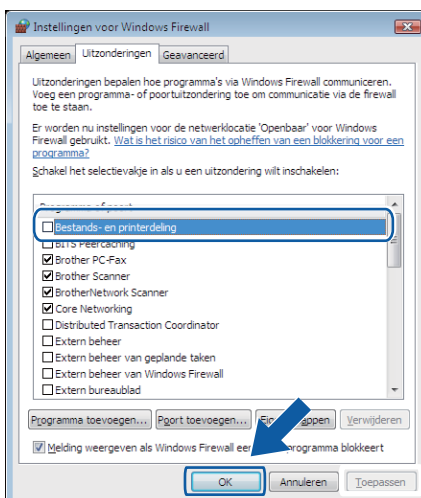 Instellingen voor Windows Firewall
Algemeen Uitzonderingen Geavanceerd
Uitzonderingen bepalen hoe programma's via Windows Firewall communiceren.
Voeg een programma- of poortuitzondering toe om communicatie via de firewall
toe te staan.
Er worden nu instellingen voor de netwerklocatie 'Openbaar' voor Windows
Firewall gebruikt. Wat is het risico van het opheffen van een blokkering voor een
programma?
Schakel het selectievakje in als u een uitzondering wilt inschakelen:
Programma of poort
Bestands- en printerdeling
BITS Peercaching
Brother PC-Fax
Brother Scanner
BrotherNetwork Scanner
Core Networking
Distributed Transaction Coordinator
Extern beheer
Extern beheer van geplande taken
Extern beheer van Windows Firewall
Extern bureaublad
Programma toevoegen... Poort toevoegen... Verwijderen
Melding weergeven als Windows Firewall een programma blokkeert
OK Annuleren Toepassen